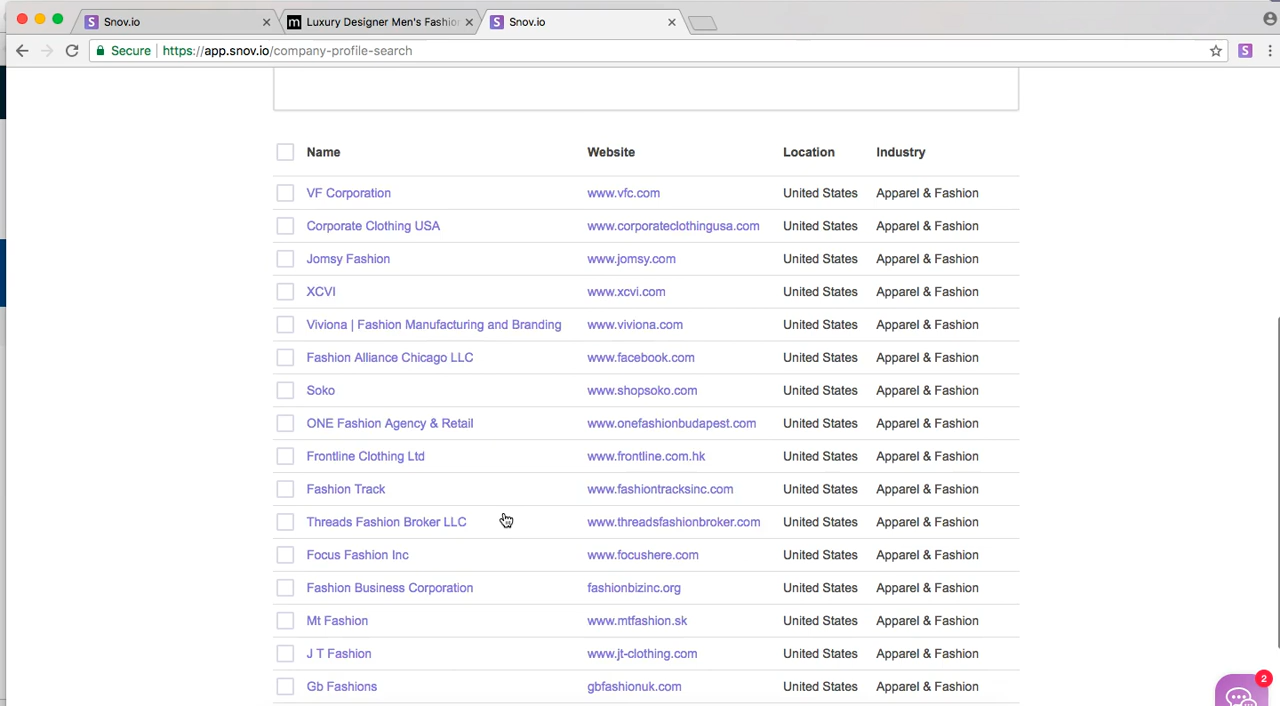 Snov.io
Luxury Designer Men's Fashion
Snov.io
Secure https://app.snov.io/company-profile-search
Name Website Location Industry
VF Corporation www.vfc.com United States Apparel & Fashion
Corporate Clothing USA www.corporateclothingusa.com United States Apparel & Fashion
Jomsy Fashion www.jomsy.com United States Apparel & Fashion
XCVI www.xcvi.com United States Apparel & Fashion
Viviona | Fashion Manufacturing and Branding www.viviona.com United States Apparel & Fashion
Fashion Alliance Chicago LLC www.facebook.com United States Apparel & Fashion
Soko www.shopsoko.com United States Apparel & Fashion
ONE Fashion Agency & Retail www.onefashionbudapest.com United States Apparel & Fashion
Frontline Clothing Ltd www.frontline.com.hk United States Apparel & Fashion
Fashion Track www.fashiontracksinc.com United States Apparel & Fashion
Threads Fashion Broker LLC www.threadsfashionbroker.com United States Apparel & Fashion
Focus Fashion Inc www.focushere.com United States Apparel & Fashion
Fashion Business Corporation fashionbizinc.org United States Apparel & Fashion
Mt Fashion www.mtfashion.sk United States Apparel & Fashion
J T Fashion www.jt-clothing.com United States Apparel & Fashion
Gb Fashions gbfashionuk.com United States Apparel & Fashion
2